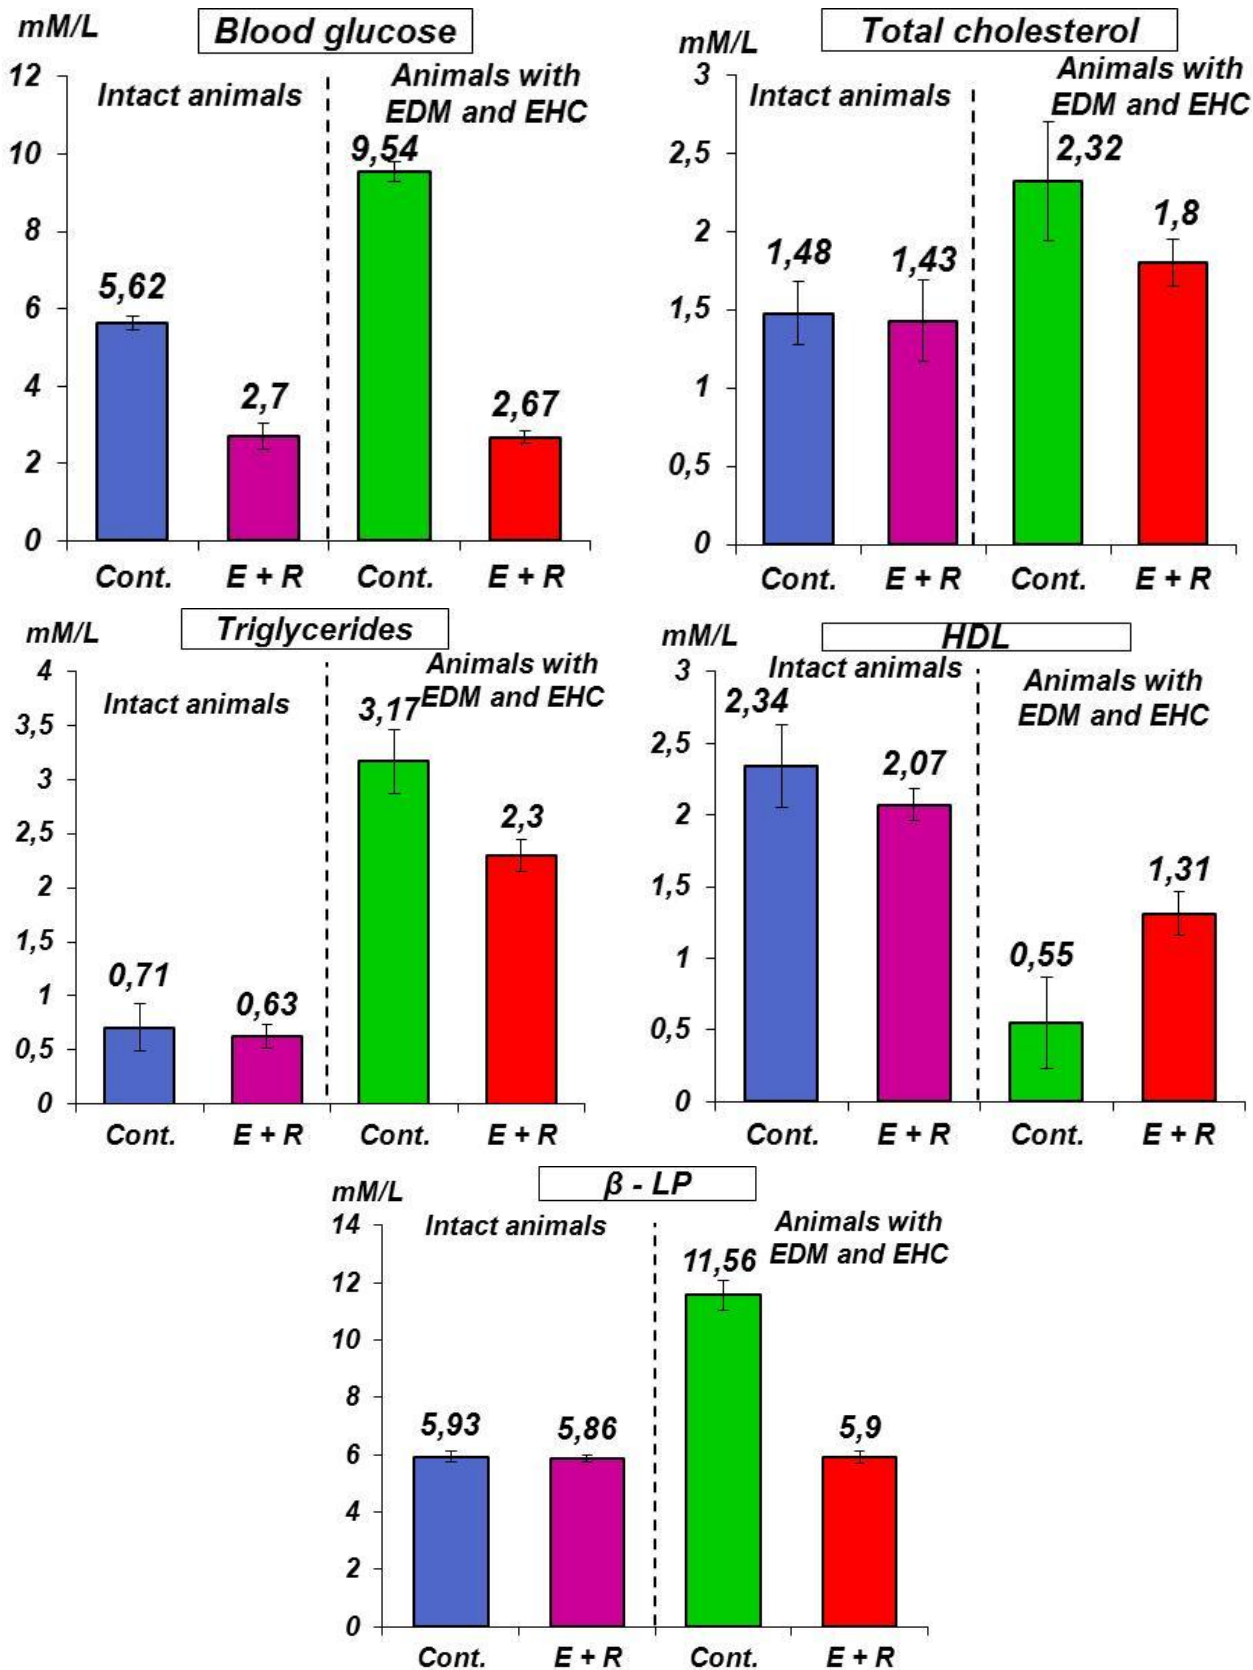 mM/L
Blood glucose
Intact animals
Animals with
EDM and EHC
12
10
8
6
4
2
0
5,62
2,7
9,54
2,67
Cont.
E + R
Cont.
E + R
mM/L
Total cholesterol
Intact animals
Animals with
EDM and EHC
3
2,5
2
1,5
1
0,5
0
1,48
1,43
2,32
1,8
Cont.
E + R
Cont.
E + R
mM/L
Triglycerides
Intact animals
Animals with
EDM and EHC
4
3,5
3
2,5
2
1,5
1
0,5
0
0,71
0,63
3,17
2,3
Cont.
E + R
Cont.
E + R
mM/L
HDL
Intact animals
Animals with
EDM and EHC
3
2,5
2
1,5
1
0,5
0
2,34
2,07
0,55
1,31
Cont.
E + R
Cont.
E + R
mM/L
β - LP
Intact animals
Animals with
EDM and EHC
14
12
10
8
6
4
2
0
5,93
5,86
11,56
5,9
Cont.
E + R
Cont.
E + R